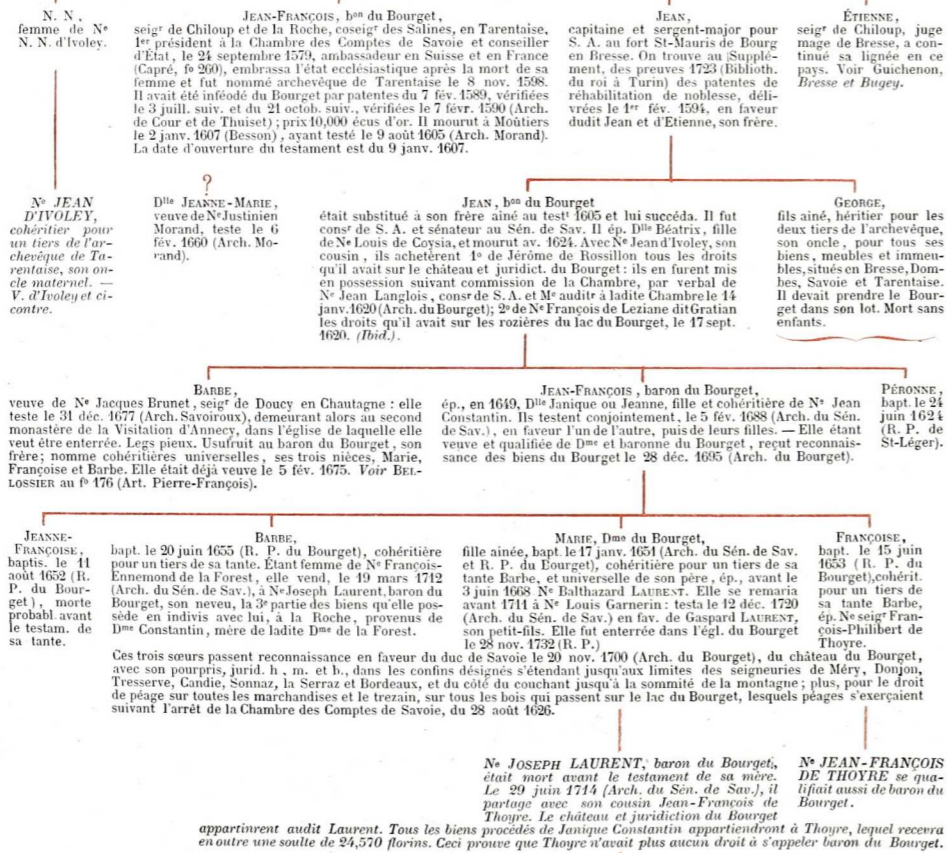 N. N,
femme de Nᵉ
N. N. d'Ivoley.
JEAN-FRANÇOIS, bᵒⁿ du Bourget,
seigʳ de Chiloup et de la Roche, coseigʳ des Salines, en Tarentaise,
1ᵉʳ président à la Chambre des Comptes de Savoie et conseiller
d'État, le 24 septembre 1579, ambassadeur en Suisse et en France
(Capré, fᵒ 260), embrassa l'état ecclésiastique après la mort de sa
femme et fut nommé archevêque de Tarentaise le 8 nov. 1598.
Il avait été inféodé du Bourget par patentes du 7 fév. 1589, vérifiées
le 3 juill. suiv. et du 21 octob. suiv., vérifiées le 7 févr. 1590 (Arch.
de Cour et de Thuiset) ; prix 10,000 écus d'or. Il mourut à Moûtiers
le 2 janv. 1607 (Besson), ayant testé le 9 août 1605 (Arch. Morand).
La date d'ouverture du testament est du 9 janv. 1607.
JEAN,
capitaine et sergent-major pour
S. A. au fort St-Mauris de Bourg
en Bresse. On trouve au Supplé-
ment, des preuves 1723 (Biblioth.
du roi à Turin) des patentes de
réhabilitation de noblesse, déli-
vrées le 1ᵉʳ fév. 1594, en faveur
dudit Jean et d'Etienne, son frère.
ÉTIENNE,
seigʳ de Chiloup, juge
mage de Bresse, a con-
tinué sa lignée en ce
pays. Voir Guichenon,
Bresse et Bugey.
Nᵉ JEAN
D'IVOLEY,
cohéritier pour
un tiers de l'ar-
chevêque de Ta-
rentaise, son on-
cle maternel. —
V. d'Ivoley et ci-
contre.
?
Dˡˡᵉ JEANNE-MARIE,
veuve de Nᵉ Justinien
Morand, teste le 6
fév. 1660 (Arch. Mo-
rand).
JEAN, bᵒⁿ du Bourget
était substitué à son frère ainé au testᵗ 1605 et lui succéda. Il fut
consʳ de S. A. et sénateur au Sén. de Sav. Il ép. Dˡˡᵉ Béatrix, fille
de Nᵉ Louis de Coysia, et mourut av. 1624. Avec Nᵉ Jean d'Ivoley, son
cousin, ils achetèrent 1ᵒ de Jérôme de Rossillon tous les droits
qu'il avait sur le château et juridict. du Bourget : ils en furent mis
en possession suivant commission de la Chambre, par verbal de
Nᵉ Jean Langlois, consʳ de S. A. et Mᵉ auditʳ à ladite Chambre le 14
janv. 1620 (Arch. du Bourget); 2ᵒ de Nᵉ François de Leziane dit Gratian
les droits qu'il avait sur les rozières du lac du Bourget, le 17 sept.
1620. (Ibid.).
GEORGE,
fils ainé, héritier pour les
deux tiers de l'archevêque,
son oncle, pour tous ses
biens, meubles et immeu-
bles, situés en Bresse, Dom-
bes, Savoie et Tarentaise.
Il devait prendre le Bour-
get dans son lot. Mort sans
enfants.
BARBE,
veuve de Nᵉ Jacques Brunet, seigʳ de Doucy en Chautagne : elle
teste le 31 déc. 1677 (Arch. Savoiroux), demeurant alors au second
monastère de la Visitation d'Annecy, dans l'église de laquelle elle
veut être enterrée. Legs pieux. Usufruit au baron du Bourget, son
frère; nomme cohéritières universelles, ses trois nièces, Marie,
Françoise et Barbe. Elle était déjà veuve le 5 fév. 1675. Voir BEL-
LOSSIER au fᵒ 176 (Art. Pierre-François).
JEAN-FRANÇOIS, baron du Bourget,
ép., en 1649, Dˡˡᵉ Janique ou Jeanne, fille et cohéritière de Nᵉ Jean
Constantin. Ils testent conjointement, le 5 fév. 1688 (Arch. du Sén.
de Sav.), en faveur l'un de l'autre, puis de leurs filles. — Elle étant
veuve et qualifiée de Dᵐᵉ et baronne du Bourget, reçut reconnais-
sance des biens du Bourget le 28 déc. 1695 (Arch. du Bourget).
PÉRONNE,
bapt. le 24
juin 1624
(R. P. de
St-Léger).
JEANNE-
FRANÇOISE,
baptis. le 11
août 1652 (R.
P. du Bour-
get), morte
probabl. avant
le testam. de
sa tante.
BARBE,
bapt. le 20 juin 1655 (R. P. du Bourget), cohéritière
pour un tiers de sa tante. Étant femme de Nᵉ François-
Ennemond de la Forest, elle vend, le 19 mars 1712
(Arch. du Sén. de Sav.), à Nᵉ Joseph Laurent, baron du
Bourget, son neveu, la 3ᵉ partie des biens qu'elle pos-
sède en indivis avec lui, à la Roche, provenus de
Dᵐᵉ Constantin, mère de ladite Dᵐᵉ de la Forest.
MARIE, Dᵐᵉ du Bourget,
fille ainée, bapt. le 17 janv. 1651 (Arch. du Sén. de Sav.
et R. P. du Bourget), cohéritière pour un tiers de sa
tante Barbe, et universelle de son père, ép., avant le
3 juin 1668 Nᵉ Balthazard LAURENT. Elle se remaria
avant 1711 à Nᵉ Louis Garnerin : testa le 12 déc. 1720
(Arch. du Sén. de Sav.) en fav. de Gaspard LAURENT,
son petit-fils. Elle fut enterrée dans l'égl. du Bourget
le 28 nov. 1732 (R. P.)
FRANÇOISE,
bapt. le 15 juin
1653 (R. P. du
Bourget), cohérit.
pour un tiers de
sa tante Barbe,
ép. Nᵉ seigʳ Fran-
çois-Philibert de
Thoyre.
Ces trois sœurs passent reconnaissance en faveur du duc de Savoie le 20 nov. 1700 (Arch. du Bourget), du château du Bourget,
avec son pourpris, jurid. h, m. et b., dans les confins désignés s'étendant jusqu'aux limites des seigneuries de Méry, Donjon,
Tresserve, Candie, Sonnaz, la Serraz et Bordeaux, et du côté du couchant jusqu'à la sommité de la montagne ; plus, pour le droit
de péage sur toutes les marchandises et le trezain, sur tous les bois qui passent sur le lac du Bourget, lesquels péages s'exerçaient
suivant l'arrêt de la Chambre des Comptes de Savoie, du 28 août 1626.
Nᵉ JOSEPH LAURENT, baron du Bourget,
était mort avant le testament de sa mère.
Le 29 juin 1714 (Arch. du Sén. de Sav.), il
partage avec son cousin Jean-François de
Thoyre. Le château et juridiction du Bourget
appartinrent audit Laurent. Tous les biens procédés de Janique Constantin appartiendront à Thoyre, lequel recevra
en outre une soulte de 24,570 florins. Ceci prouve que Thoyre n'avait plus aucun droit à s'appeler baron du Bourget.
Nᵉ JEAN-FRANÇOIS
DE THOYRE se qua-
lifiait aussi de baron du
Bourget.